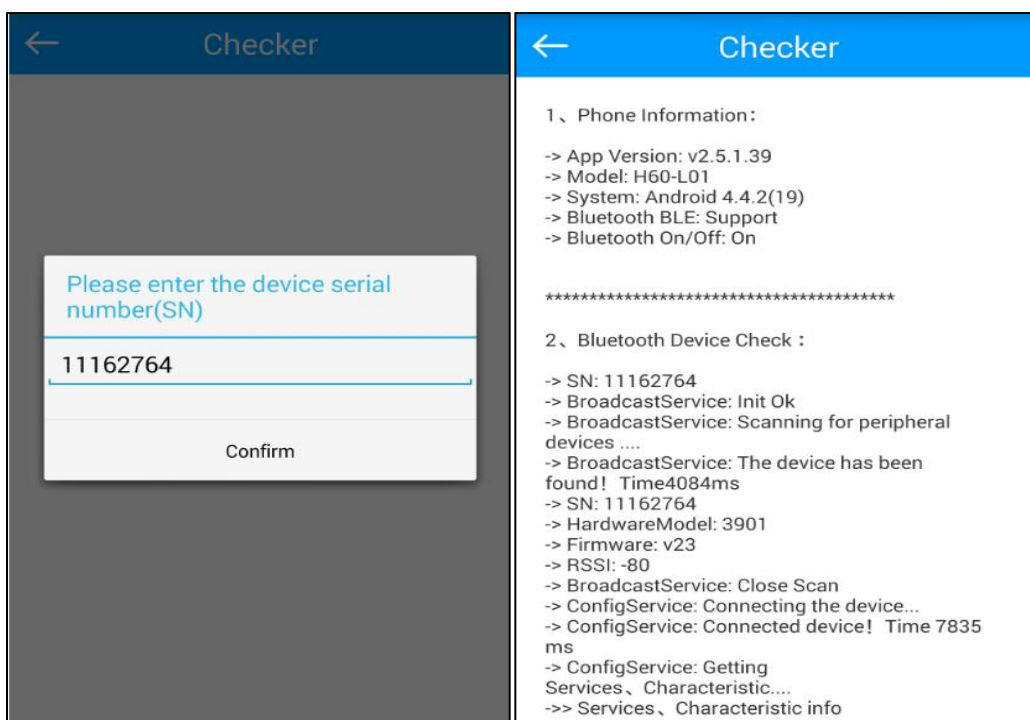 Checker
Please enter the device serial
number(SN)
11162764
Confirm
Checker
1、Phone Information：
-> App Version: v2.5.1.39
-> Model: H60-L01
-> System: Android 4.4.2(19)
-> Bluetooth BLE: Support
-> Bluetooth On/Off: On
****************************************
2、Bluetooth Device Check：
-> SN: 11162764
-> BroadcastService: Init Ok
-> BroadcastService: Scanning for peripheral
devices ....
-> BroadcastService: The device has been
found！Time4084ms
-> SN: 11162764
-> HardwareModel: 3901
-> Firmware: v23
-> RSSI: -80
-> BroadcastService: Close Scan
-> ConfigService: Connecting the device...
-> ConfigService: Connected device！Time 7835
ms
-> ConfigService: Getting
Services、Characteristic....
->> Services、Characteristic info